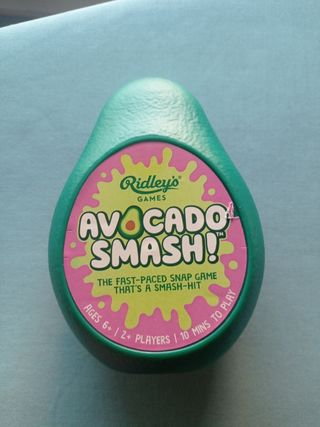 Ridley's
GAMES
AVOCADO
SMASH!™
THE FAST-PACED SNAP GAME
THAT'S A SMASH-HIT
AGES 6+ | 2+ PLAYERS | 10 MINS TO PLAY